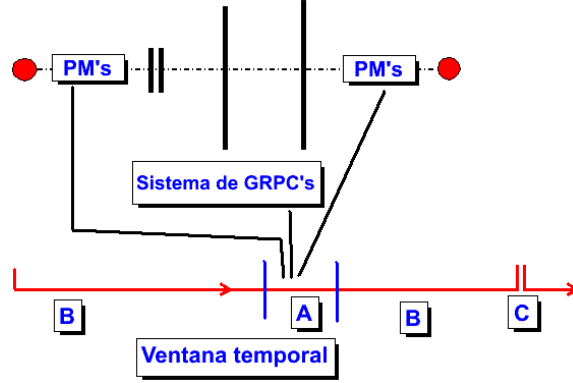 PM's
PM's
Sistema de GRPC's
B
A
B
C
Ventana temporal